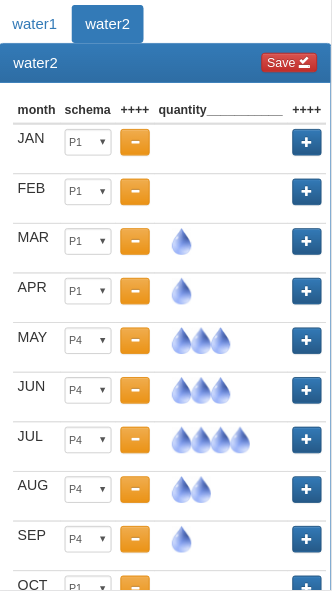 water1 water2
water2 Save
month schema ++++ quantity___________ ++++
JAN P1
FEB P1
MAR P1
APR P1
MAY P4
JUN P4
JUL P4
AUG P4
SEP P4
OCT P1